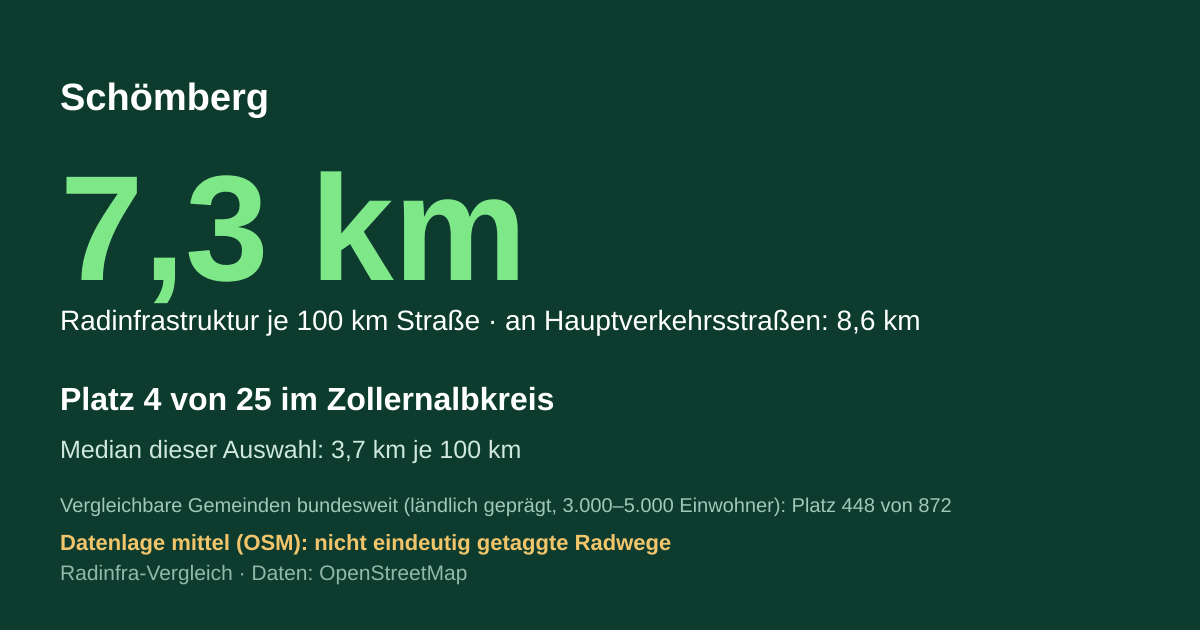 Schömberg
7,3 km
Radinfrastruktur je 100 km Straße · an Hauptverkehrsstraßen: 8,6 km
Platz 4 von 25 im Zollernalbkreis
Median dieser Auswahl: 3,7 km je 100 km
Vergleichbare Gemeinden bundesweit (ländlich geprägt, 3.000–5.000 Einwohner): Platz 448 von 872
Datenlage mittel (OSM): nicht eindeutig getaggte Radwege
Radinfra-Vergleich · Daten: OpenStreetMap